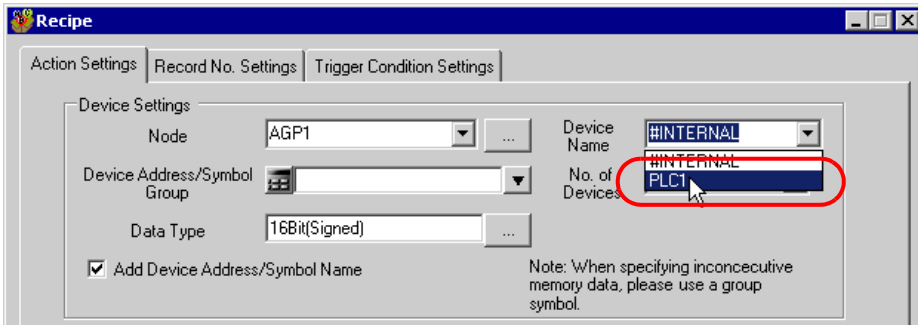 Recipe
Action Settings Record No. Settings Trigger Condition Settings
Device Settings
Node AGP1 ... Device Name #INTERNAL
#INTERNAL
PLC1
Device Address/Symbol Group No. of Devices
Data Type 16Bit(Signed) ...
Add Device Address/Symbol Name
Note: When specifying inconcecutive
memory data, please use a group
symbol.